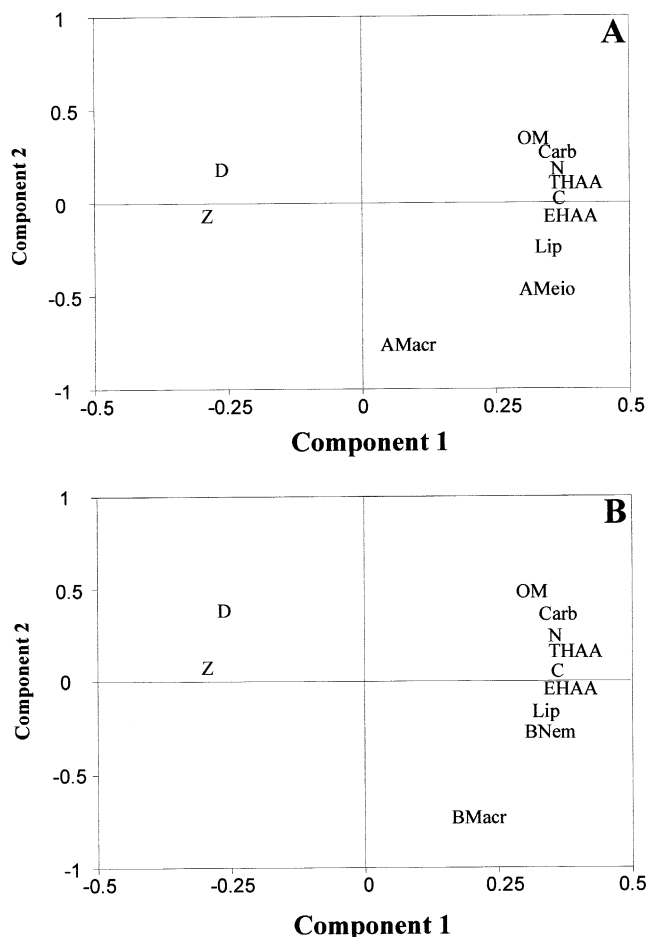 1
A
0.5
OM
Carb
D
N
THAA
0
C
Z
EHAA
Lip
-0.5
AMeio
AMacr
-1
-0.5
-0.25
0
0.25
0.5
Component 2
Component 1
1
B
0.5
OM
D
Carb
N
THAA
Z
C
0
EHAA
Lip
BNem
-0.5
BMacr
-1
-0.5
-0.25
0
0.25
0.5
Component 2
Component 1